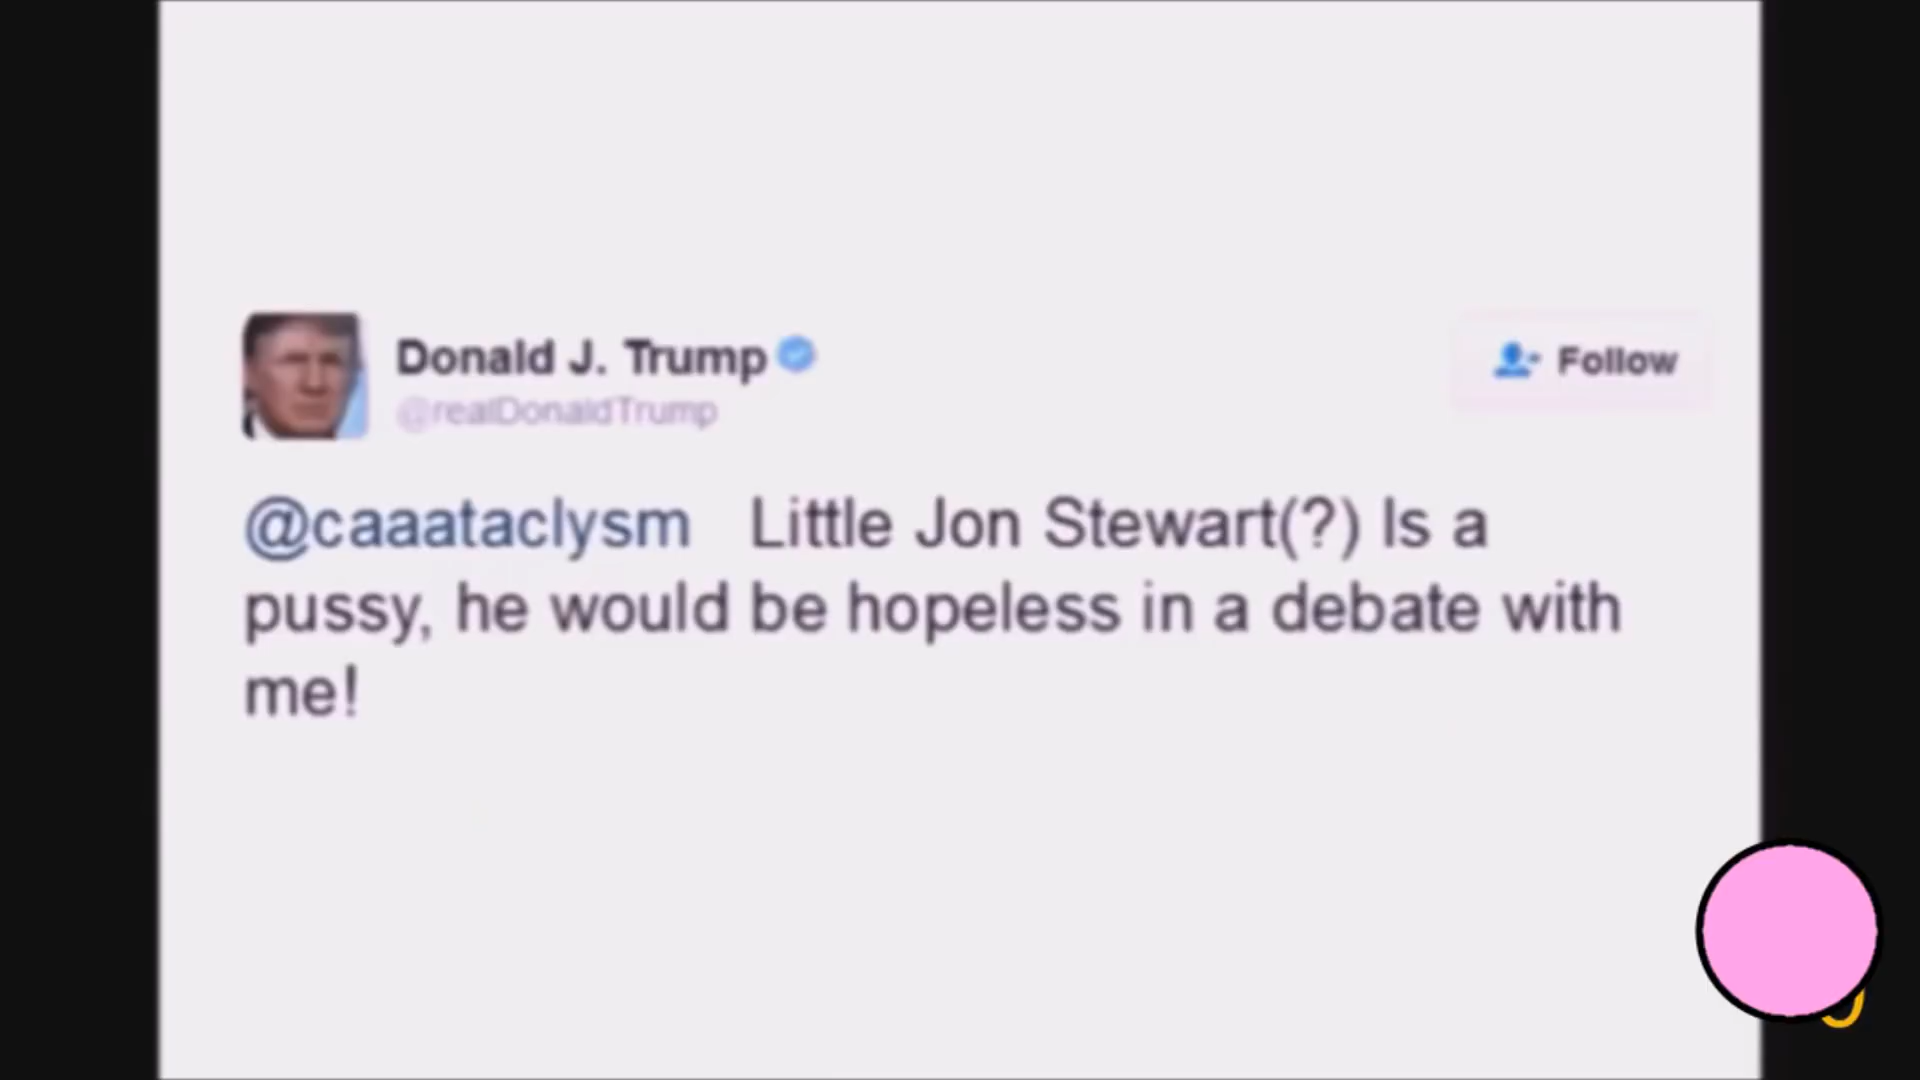 Donald J. Trump
@realDonaldTrump
Follow
@caaataclysm Little Jon Stewart(?) Is a
pussy, he would be hopeless in a debate with
me!